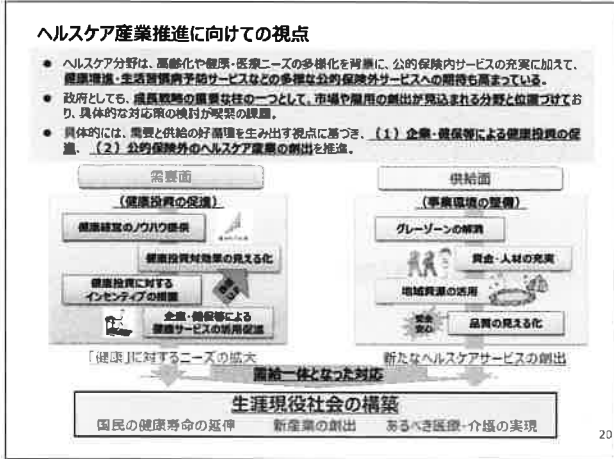 ヘルスケア産業推進に向けての視点
● ヘルスケア分野は、高齢化や健康・医療ニーズの多様化を背景に、公的保険内サービスの充実に加えて、
健康増進・生活習慣病予防サービスなどの多様な公的保険外サービスへの期待も高まっている。
● 政府としても、成長戦略の重要な柱の一つとして、市場や雇用の創出が見込まれる分野と位置づけてお
り、具体的な対応策の検討が喫緊の課題。
● 具体的には、需要と供給の好循環を生み出す視点に基づき、(1)企業・健保等による健康投資の促
進、(2)公的保険外のヘルスケア産業の創出を推進。
需要面
(健康投資の促進)
健康経営のノウハウ提供
健康投資対効果の見える化
健康投資に対する
インセンティブの措置
企業・健保等による
健康サービスの活用促進
「健康」に対するニーズの拡大
供給面
(事業環境の整備)
グレーゾーンの解消
資金・人材の充実
地域資源の活用
安全
安心
品質の見える化
新たなヘルスケアサービスの創出
需給一体となった対応
生涯現役社会の構築
国民の健康寿命の延伸 新産業の創出 あるべき医療・介護の実現
20